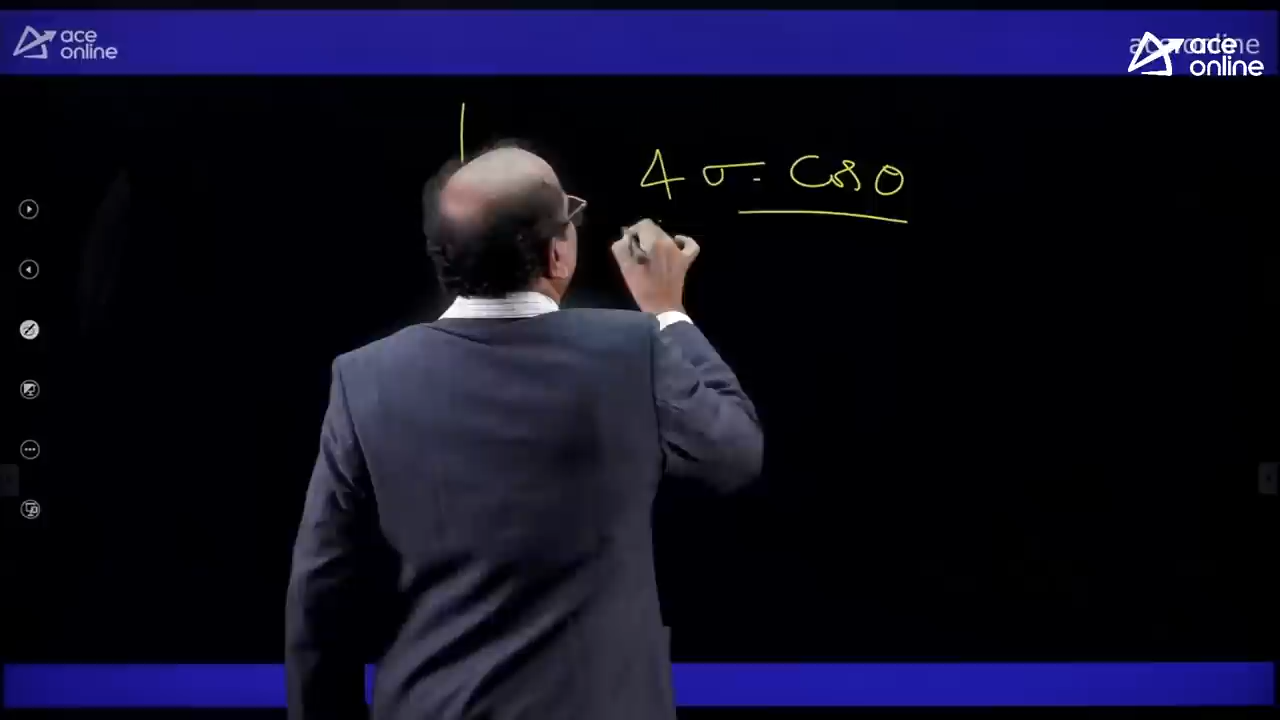 ace
online
ace
online
4 σ. Cos θ